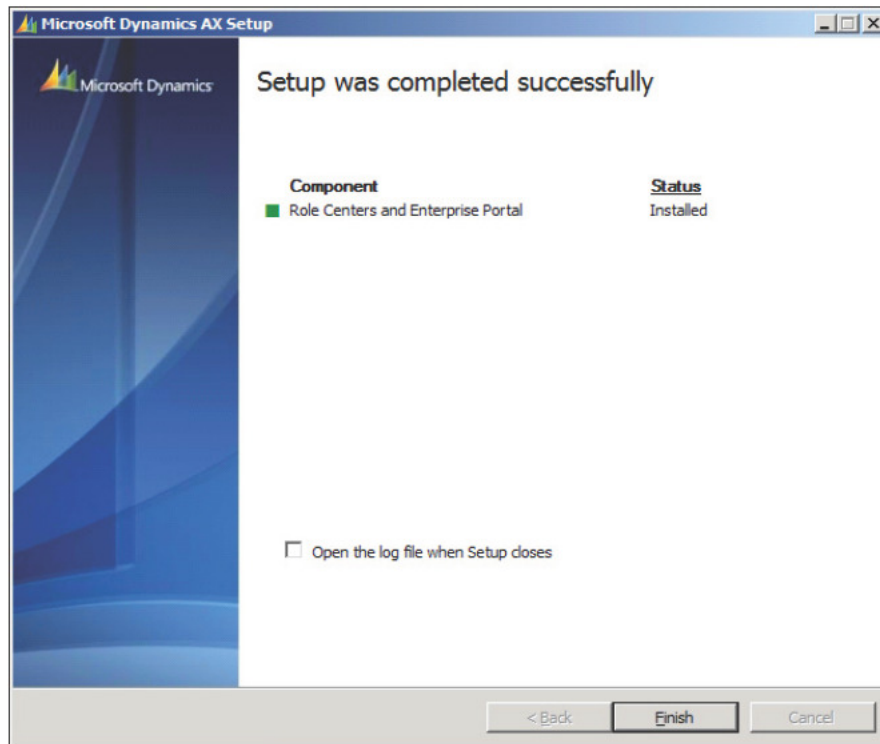 Microsoft Dynamics AX Setup
Microsoft Dynamics
Setup was completed successfully
Component Status
Role Centers and Enterprise Portal Installed
Open the log file when Setup closes
< Back Finish Cancel